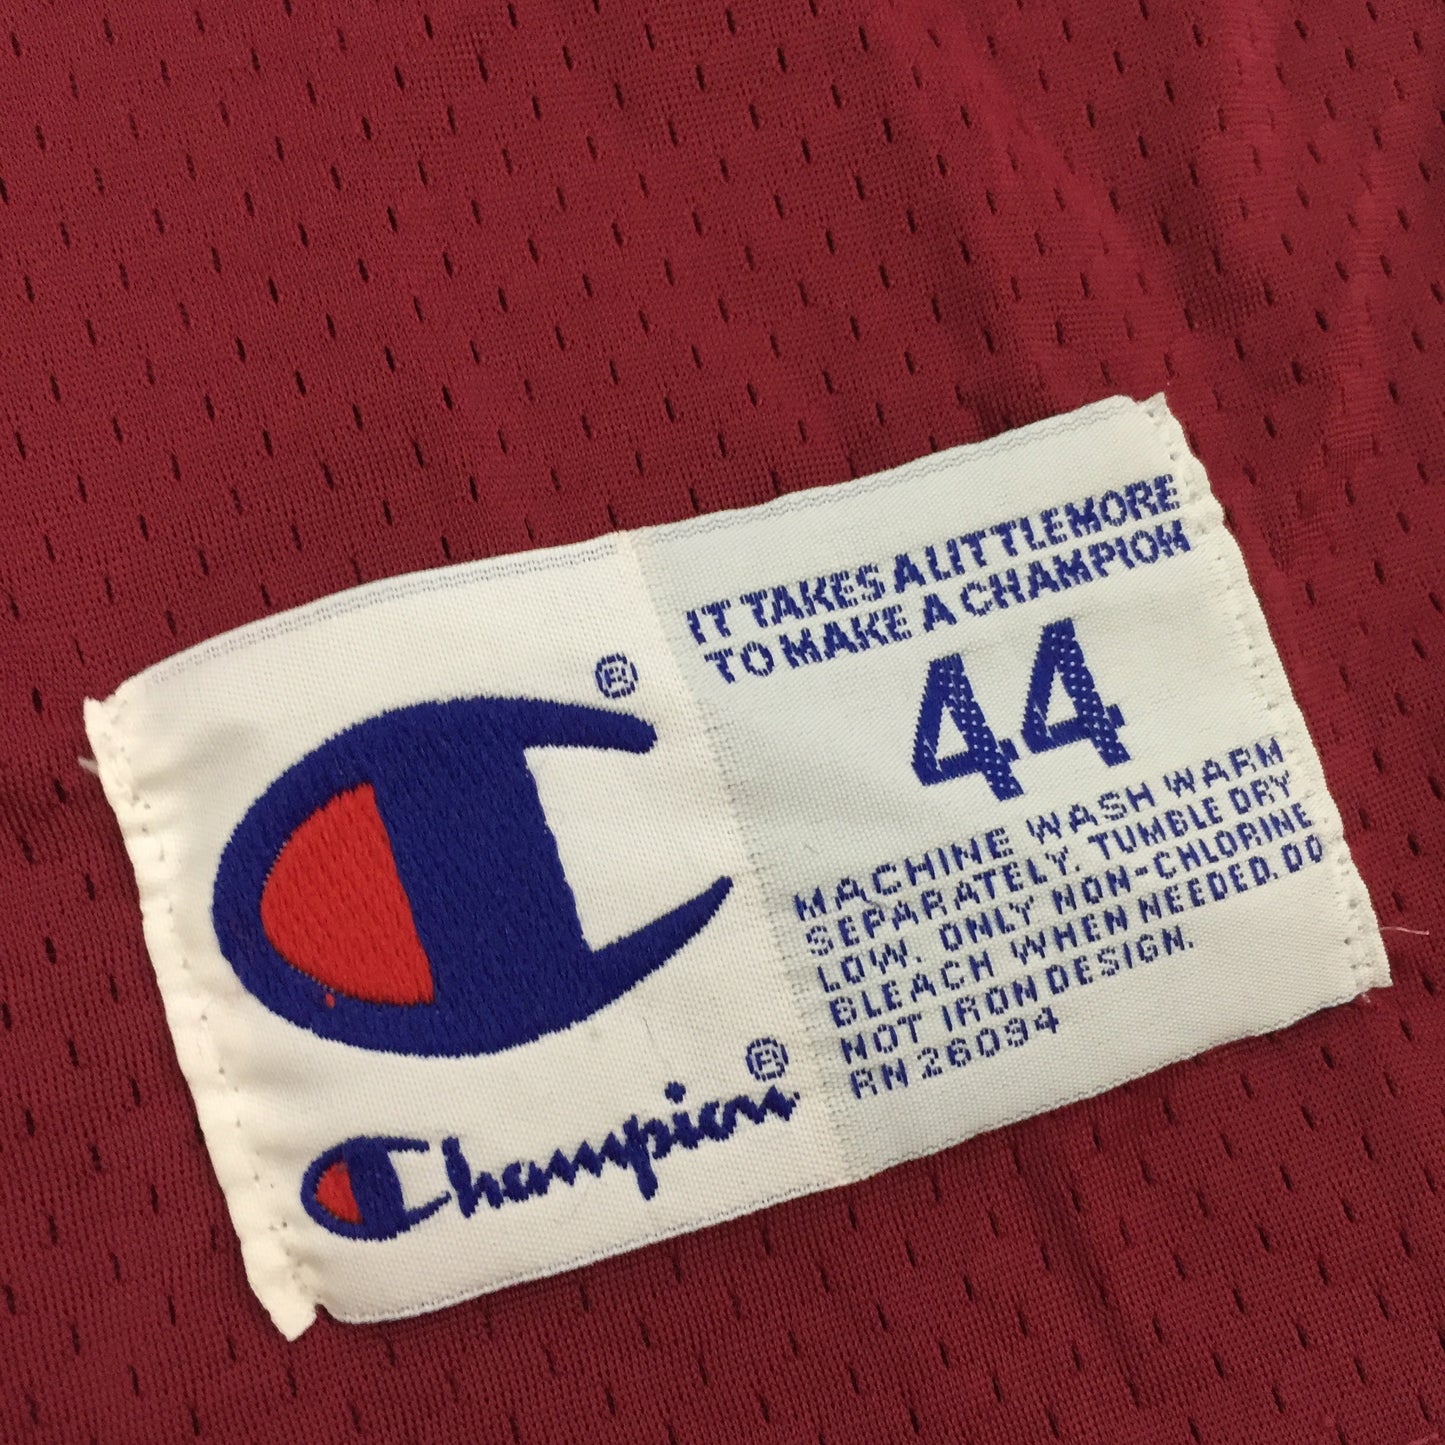 ®
Champion®
IT TAKES A LITTLE MORE
TO MAKE A CHAMPION
44
MACHINE WASH WARM
SEPARATELY. TUMBLE DRY
LOW. ONLY NON-CHLORINE
BLEACH WHEN NEEDED. DO
NOT IRON DESIGN.
RN 26094